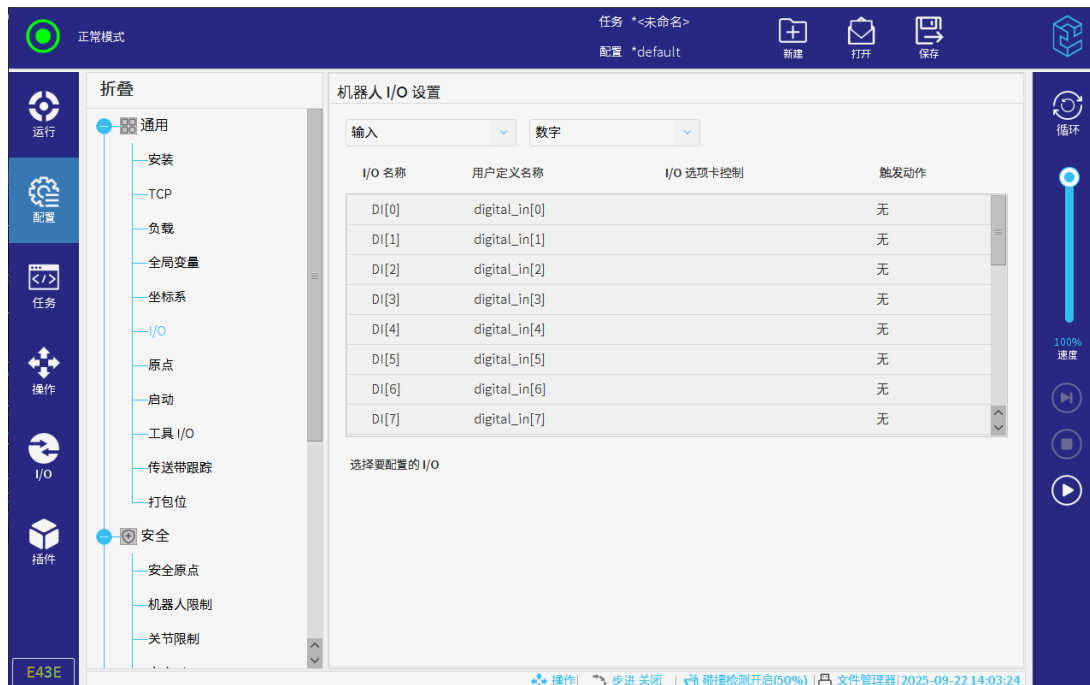 正常模式
任务 *<未命名>
配置 *default
新建
打开
保存
运行
配置
任务
操作
I/O
插件
E43E
折叠
通用
安装
TCP
负载
全局变量
坐标系
I/O
原点
启动
工具 I/O
传送带跟踪
打包位
安全
安全原点
机器人限制
关节限制
机器人 I/O 设置
输入 数字
I/O 名称 用户定义名称 I/O 选项卡控制 触发动作
DI[0] digital_in[0] 无
DI[1] digital_in[1] 无
DI[2] digital_in[2] 无
DI[3] digital_in[3] 无
DI[4] digital_in[4] 无
DI[5] digital_in[5] 无
DI[6] digital_in[6] 无
DI[7] digital_in[7] 无
选择要配置的 I/O
循环
100%
速度
操作| 步进 关闭 | 碰撞检测开启(50%) | 文件管理器|2025-09-22 14:03:24